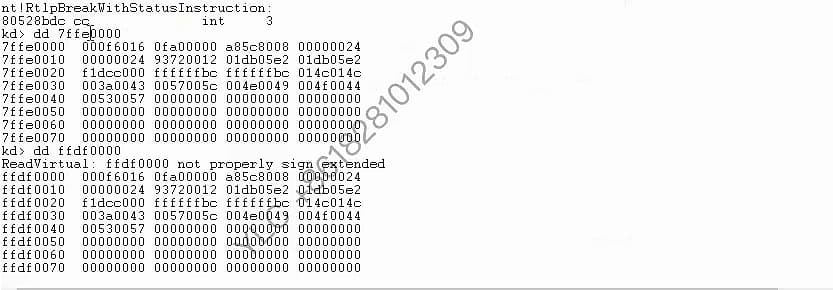 nt!RtlpBreakWithStatusInstruction:
80528bdc cc              int     3
kd> dd 7ffe0000
7ffe0000  000f6016 0fa00000 a85c8008 00000024
7ffe0010  00000024 93720012 01db05e2 01db05e2
7ffe0020  f1dcc000 ffffffbc ffffffbc 014c014c
7ffe0030  003a0043 0057005c 004e0049 004f0044
7ffe0040  00530057 00000000 00000000 00000000
7ffe0050  00000000 00000000 00000000 00000000
7ffe0060  00000000 00000000 00000000 00000000
7ffe0070  00000000 00000000 00000000 00000000
kd> dd ffdf0000
ReadVirtual: ffdf0000 not properly sign extended
ffdf0000  000f6016 0fa00000 a85c8008 00000024
ffdf0010  00000024 93720012 01db05e2 01db05e2
ffdf0020  f1dcc000 ffffffbc ffffffbc 014c014c
ffdf0030  003a0043 0057005c 004e0049 004f0044
ffdf0040  00530057 00000000 00000000 00000000
ffdf0050  00000000 00000000 00000000 00000000
ffdf0060  00000000 00000000 00000000 00000000
ffdf0070  00000000 00000000 00000000 00000000